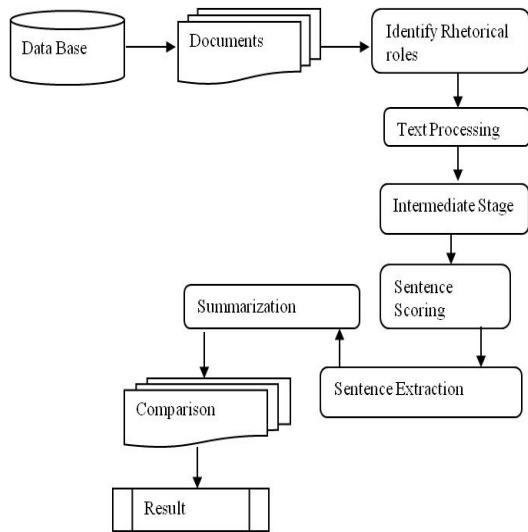 Data Base
Documents
Identify Rhetorical
roles
Text Processing
Intermediate Stage
Sentence
Scoring
Sentence Extraction
Summarization
Comparison
Result